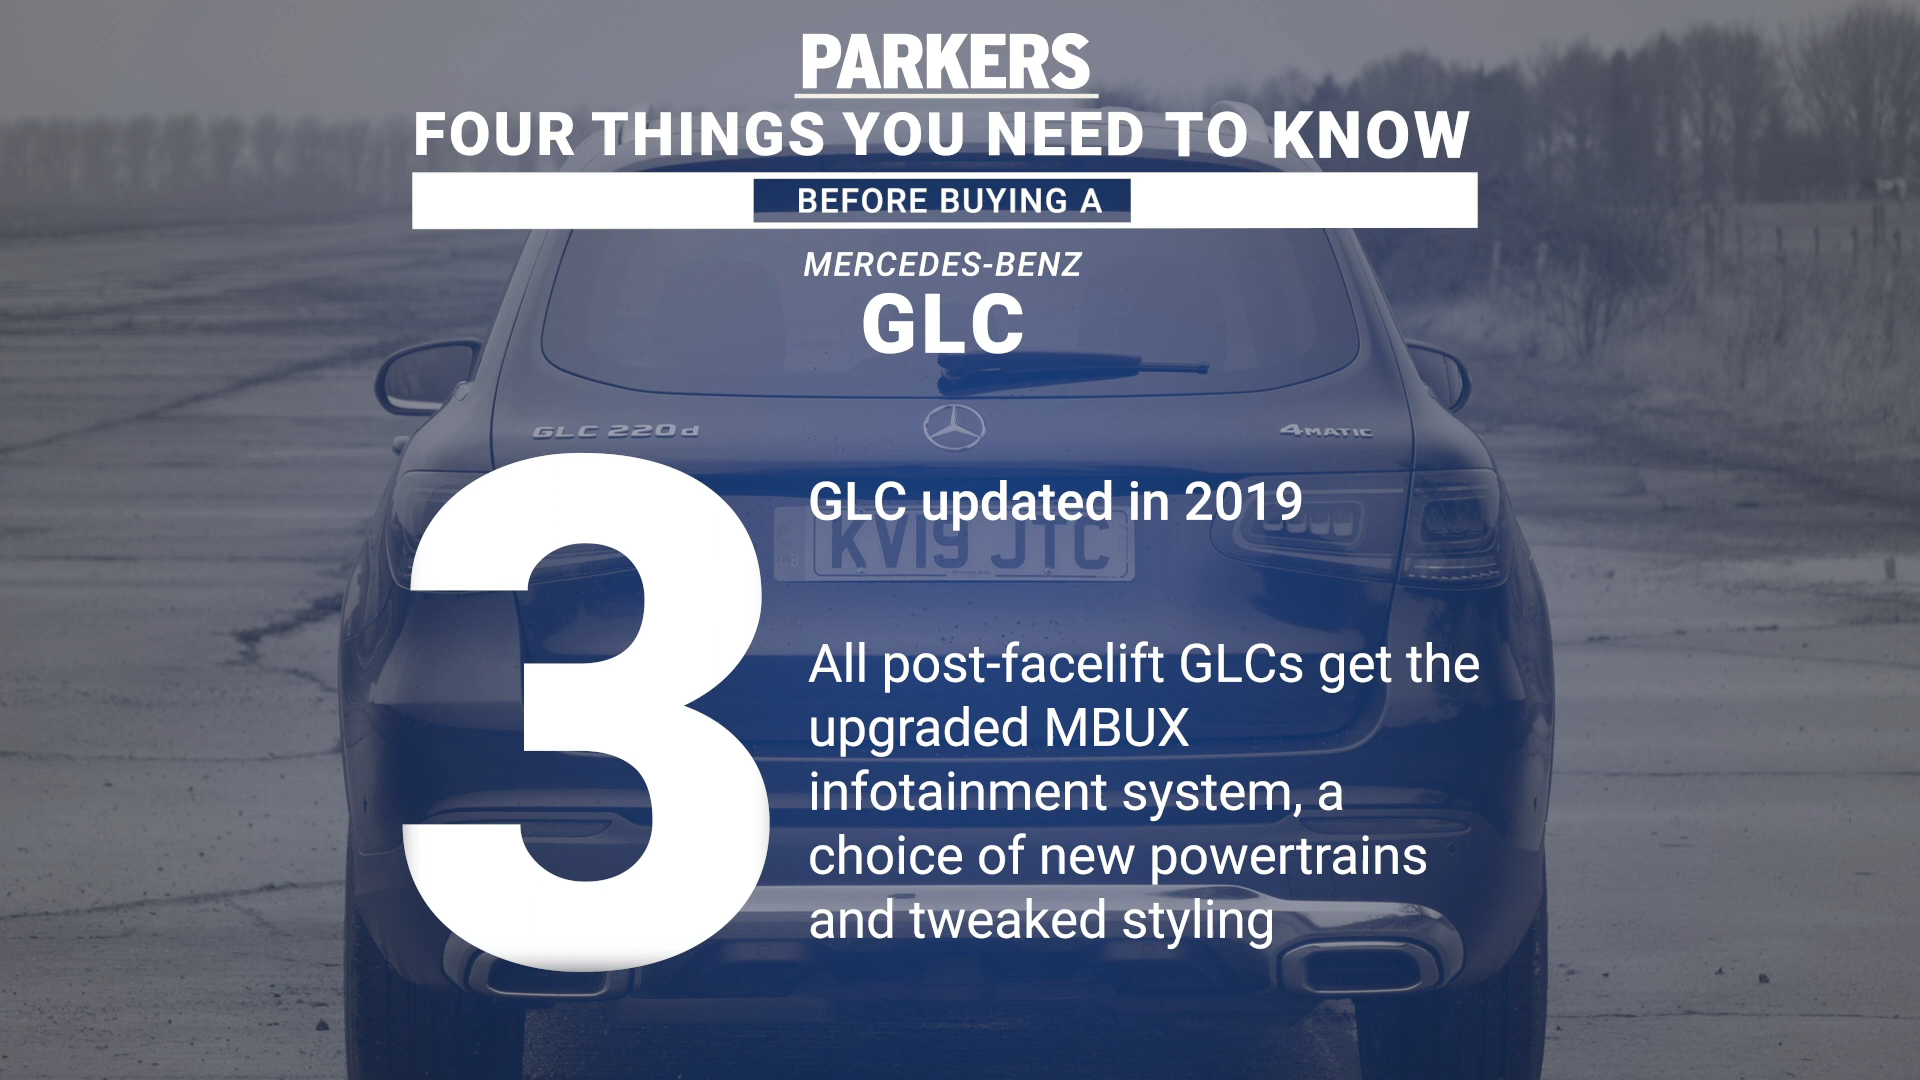 PARKERS
FOUR THINGS YOU NEED TO KNOW
BEFORE BUYING A
MERCEDES-BENZ
GLC
GLC 220d
4MATIC
3
GLC updated in 2019
KV19 JTC
GB
All post-facelift GLCs get the
upgraded MBUX
infotainment system, a
choice of new powertrains
and tweaked styling